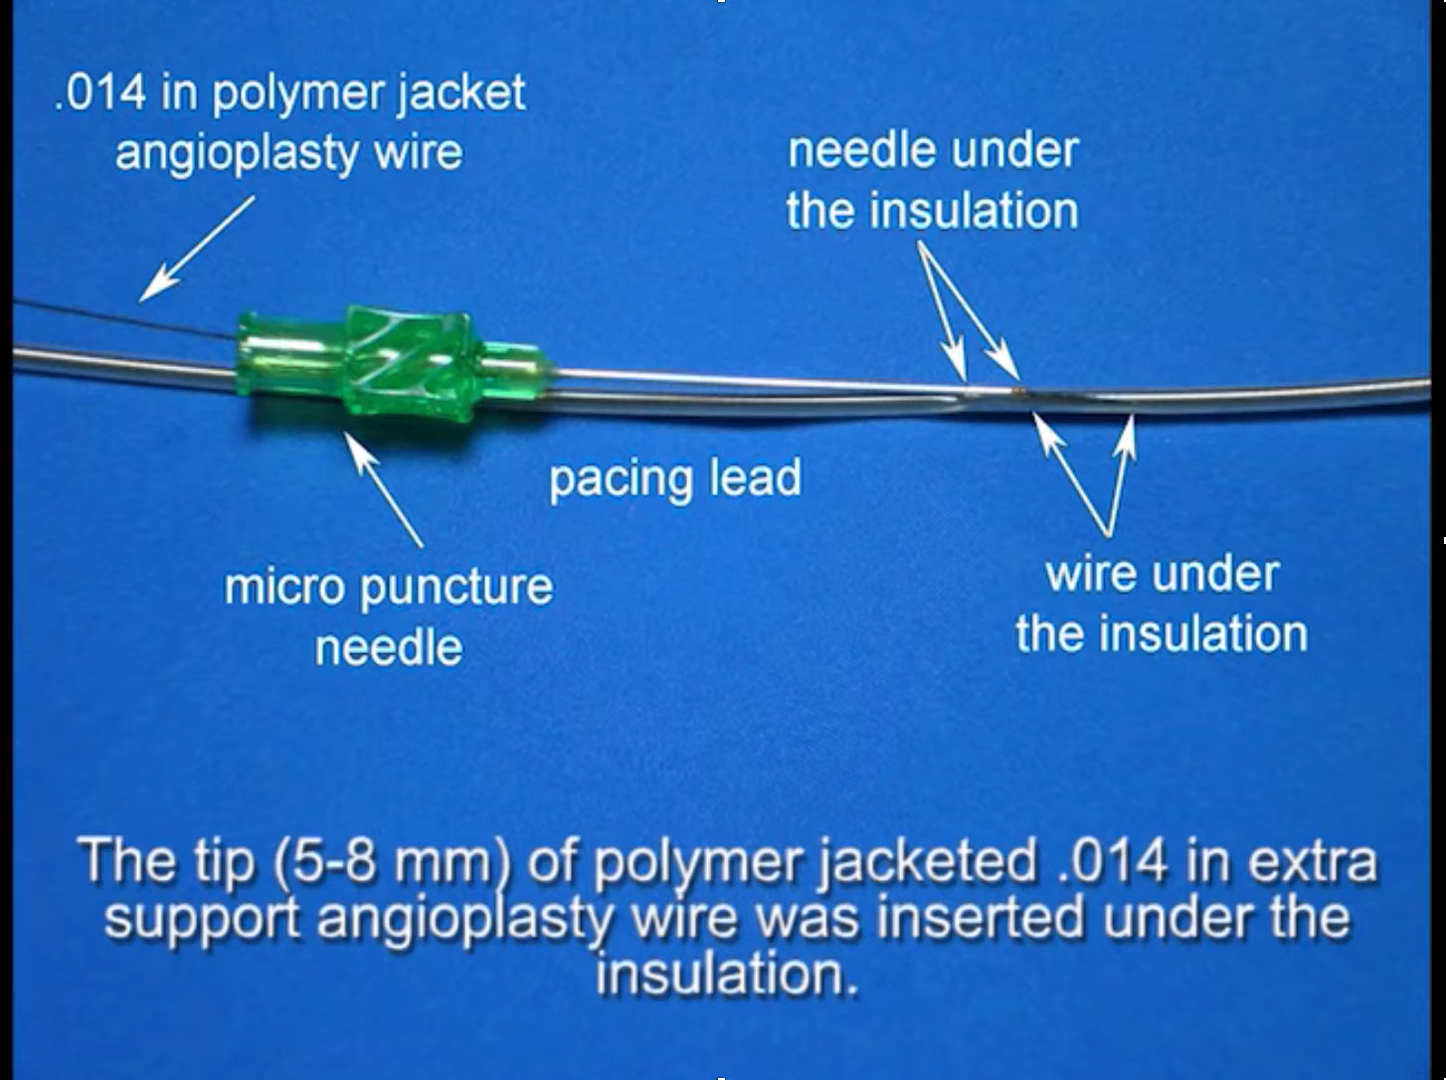 .014 in polymer jacket
angioplasty wire
needle under
the insulation
pacing lead
micro puncture
needle
wire under
the insulation
The tip (5-8 mm) of polymer jacketed .014 in extra
support angioplasty wire was inserted under the
insulation.